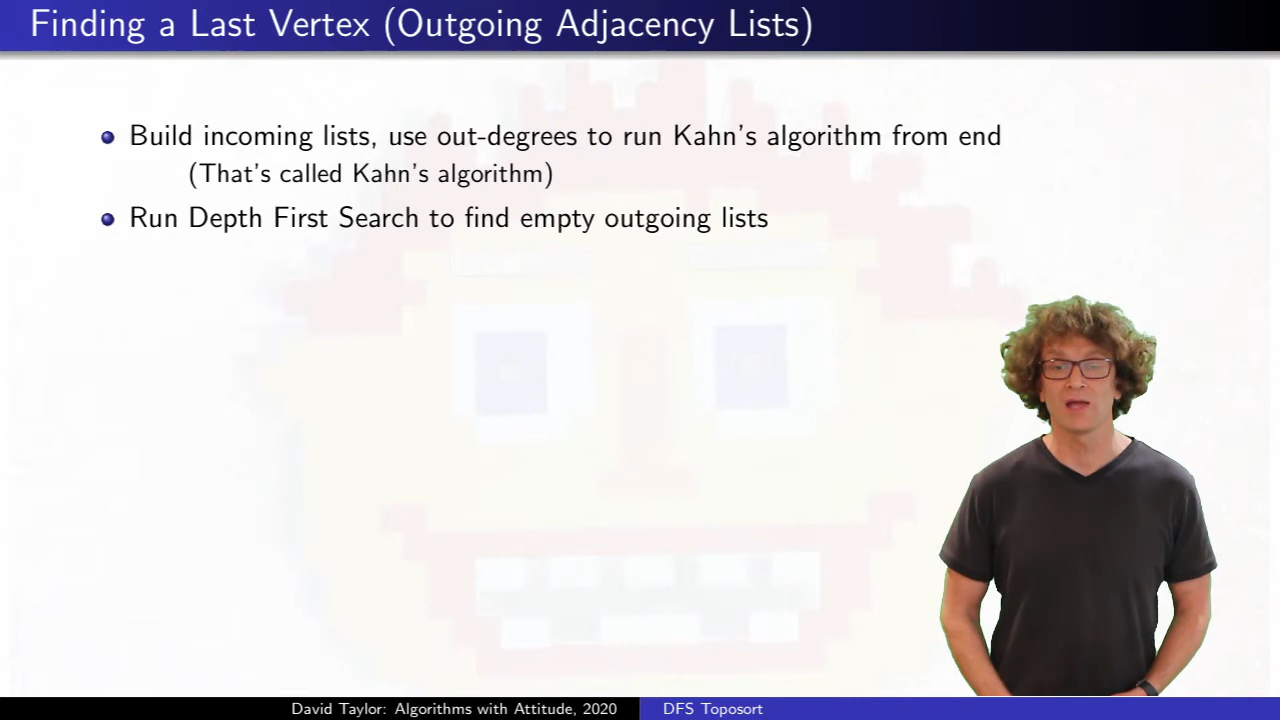 Finding a Last Vertex (Outgoing Adjacency Lists)
Build incoming lists, use out-degrees to run Kahn's algorithm from end
(That's called Kahn's algorithm)
Run Depth First Search to find empty outgoing lists
David Taylor: Algorithms with Attitude, 2020
DFS Toposort